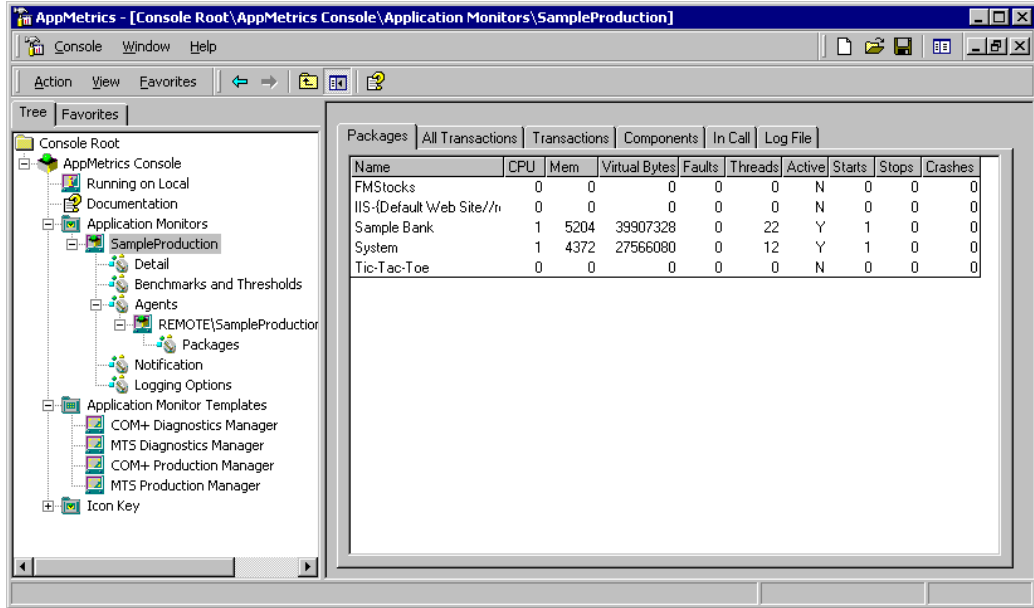 AppMetrics - [Console Root\AppMetrics Console\Application Monitors\SampleProduction]
Console Window Help
Action View Favorites
Tree Favorites
Console Root
AppMetrics Console
Running on Local
Documentation
Application Monitors
SampleProduction
Detail
Benchmarks and Thresholds
Agents
REMOTE\SampleProduction
Packages
Notification
Logging Options
Application Monitor Templates
COM+ Diagnostics Manager
MTS Diagnostics Manager
COM+ Production Manager
MTS Production Manager
Icon Key
Packages All Transactions Transactions Components In Call Log File
Name CPU Mem Virtual Bytes Faults Threads Active Starts Stops Crashes
FMStocks 0 0 0 0 0 N 0 0 0
IIS-{Default Web Site//r 0 0 0 0 0 N 0 0 0
Sample Bank 1 5204 39907328 0 22 Y 1 0 0
System 1 4372 27566080 0 12 Y 1 0 0
Tic-Tac-Toe 0 0 0 0 0 N 0 0 0